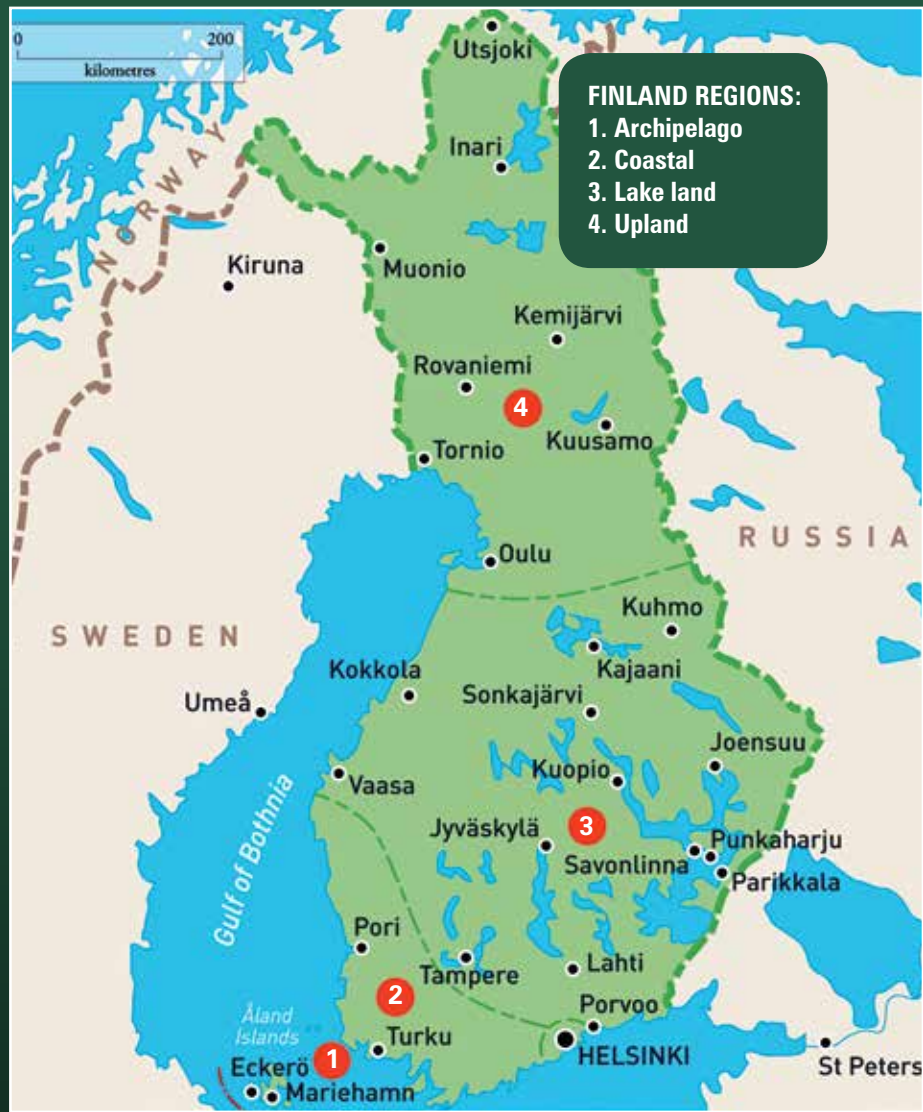 0 200
kilometres
Utsjoki
FINLAND REGIONS:
1. Archipelago
2. Coastal
3. Lake land
4. Upland
Inari
NORWAY
Kiruna
Muonio
Kemijärvi
Rovaniemi
4
Kuusamo
Tornio
RUSSIA
Oulu
Kuhmo
SWEDEN
Kajaani
Kokkola
Sonkajärvi
Umeå
Joensuu
Vaasa
Kuopio
Gulf of Bothnia
3
Jyväskylä
Punkaharju
Savonlinna
Parikkala
Pori
Tampere
Lahti
2
Porvoo
Åland
Islands
Turku
HELSINKI
1
Eckerö
Mariehamn
St Peters